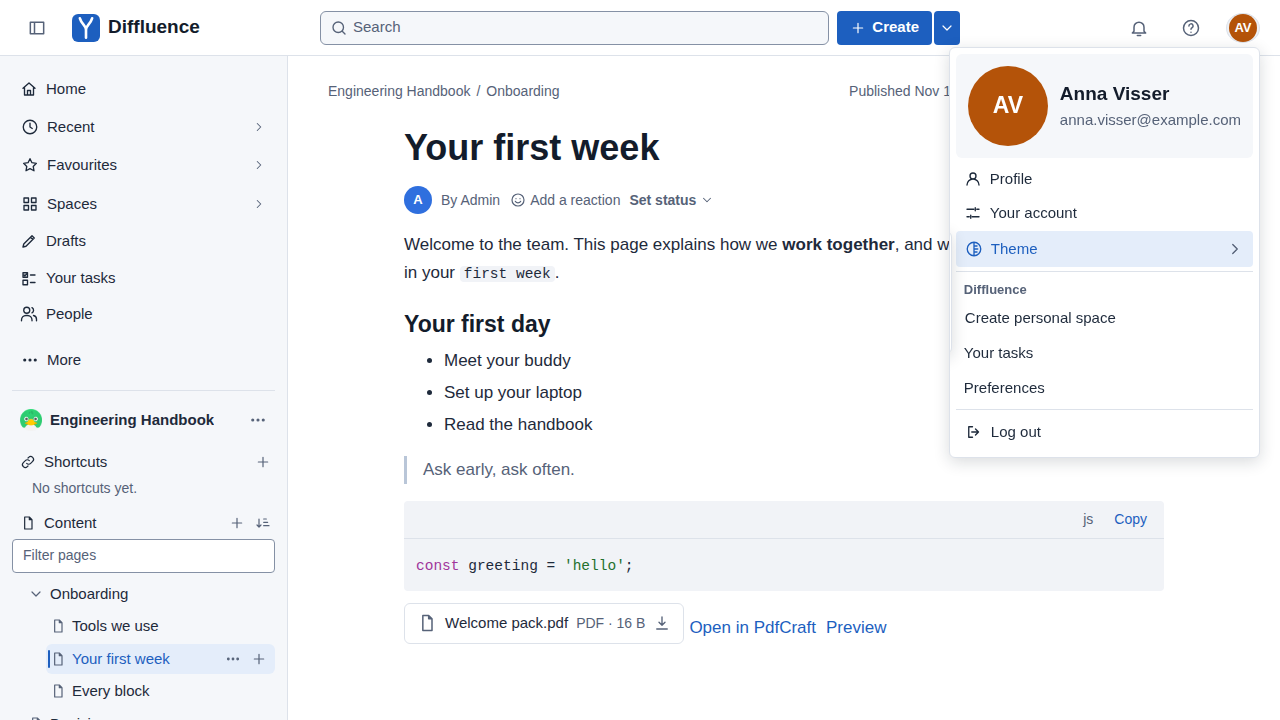 Diffluence
Search
Create
AV
Home
Recent
Favourites
Spaces
Drafts
Your tasks
People
More
Engineering Handbook
Shortcuts
No shortcuts yet.
Content
Filter pages
Onboarding
Tools we use
Your first week
Every block
Engineering Handbook / Onboarding
Published Nov 1
Your first week
A By Admin Add a reaction Set status
Welcome to the team. This page explains how we work together, and w
in your first week.
Your first day
• Meet your buddy
• Set up your laptop
• Read the handbook
Ask early, ask often.
js Copy
const greeting = 'hello';
Welcome pack.pdf PDF · 16 B Open in PdfCraft Preview
AV
Anna Visser
anna.visser@example.com
Profile
Your account
Theme
Diffluence
Create personal space
Your tasks
Preferences
Log out